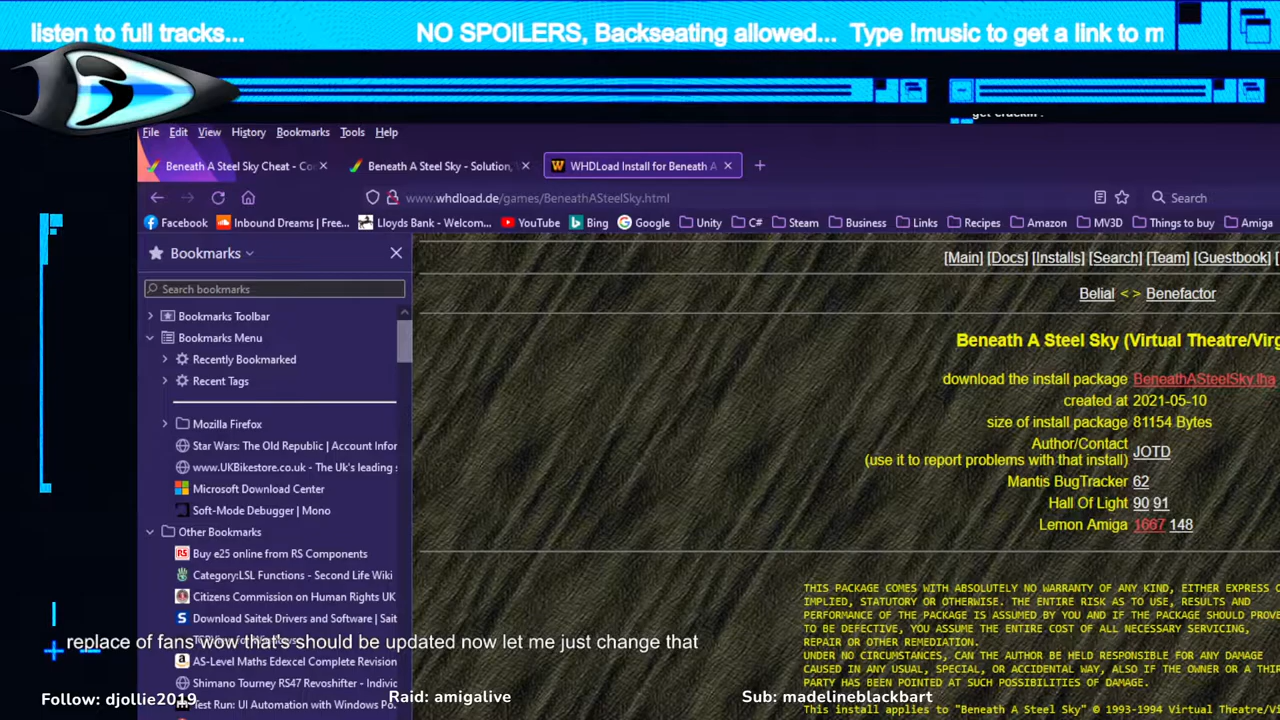 listen to full tracks... NO SPOILERS, Backseating allowed... Type !music to get a link to m
File Edit View History Bookmarks Tools Help
Beneath A Steel Sky Cheat - Co Beneath A Steel Sky - Solution, WHDLoad Install for Beneath A
www.whdload.de/games/BeneathASteelSky.html Search
Facebook Inbound Dreams | Free... Lloyds Bank - Welcom... YouTube Bing Google Unity C# Steam Business Links Recipes Amazon MV3D Things to buy Amiga
Bookmarks
Search bookmarks
Bookmarks Toolbar
Bookmarks Menu
Recently Bookmarked
Recent Tags
Mozilla Firefox
Star Wars: The Old Republic | Account Infor
www.UKBikestore.co.uk - The Uk's leading s
Microsoft Download Center
Soft-Mode Debugger | Mono
Other Bookmarks
Buy e25 online from RS Components
Category:LSL Functions - Second Life Wiki
Citizens Commission on Human Rights UK
Download Saitek Drivers and Software | Sait
AS-Level Maths Edexcel Complete Revision
Shimano Tourney RS47 Revoshifter - Indivic
Test Run: UI Automation with Windows Po
[Main] [Docs] [Installs] [Search] [Team] [Guestbook] [
Belial < > Benefactor
Beneath A Steel Sky (Virtual Theatre/Virg
download the install package BeneathASteelSky.lha
created at 2021-05-10
size of install package 81154 Bytes
Author/Contact
(use it to report problems with that install) JOTD
Mantis BugTracker 62
Hall Of Light 90 91
Lemon Amiga 1667 148
THIS PACKAGE COMES WITH ABSOLUTELY NO WARRANTY OF ANY KIND, EITHER EXPRESS O
IMPLIED, STATUTORY OR OTHERWISE. THE ENTIRE RISK AS TO USE, RESULTS AND
PERFORMANCE OF THE PACKAGE IS ASSUMED BY YOU AND IF THE PACKAGE SHOULD PROVE
TO BE DEFECTIVE, YOU ASSUME THE ENTIRE COST OF ALL NECESSARY SERVICING,
REPAIR OR OTHER REMEDIATION.
UNDER NO CIRCUMSTANCES, CAN THE AUTHOR BE HELD RESPONSIBLE FOR ANY DAMAGE
CAUSED IN ANY USUAL, SPECIAL, OR ACCIDENTAL WAY, ALSO IF THE OWNER OR A THIR
PARTY HAS BEEN POINTED AT SUCH POSSIBILITIES OF DAMAGE.
This install applies to "Beneath A Steel Sky" © 1993-1994 Virtual Theatre/Vi
replace of fans now that's should be updated now let me just change that
Follow: djollie2019 Raid: amigalive Sub: madelineblackbart